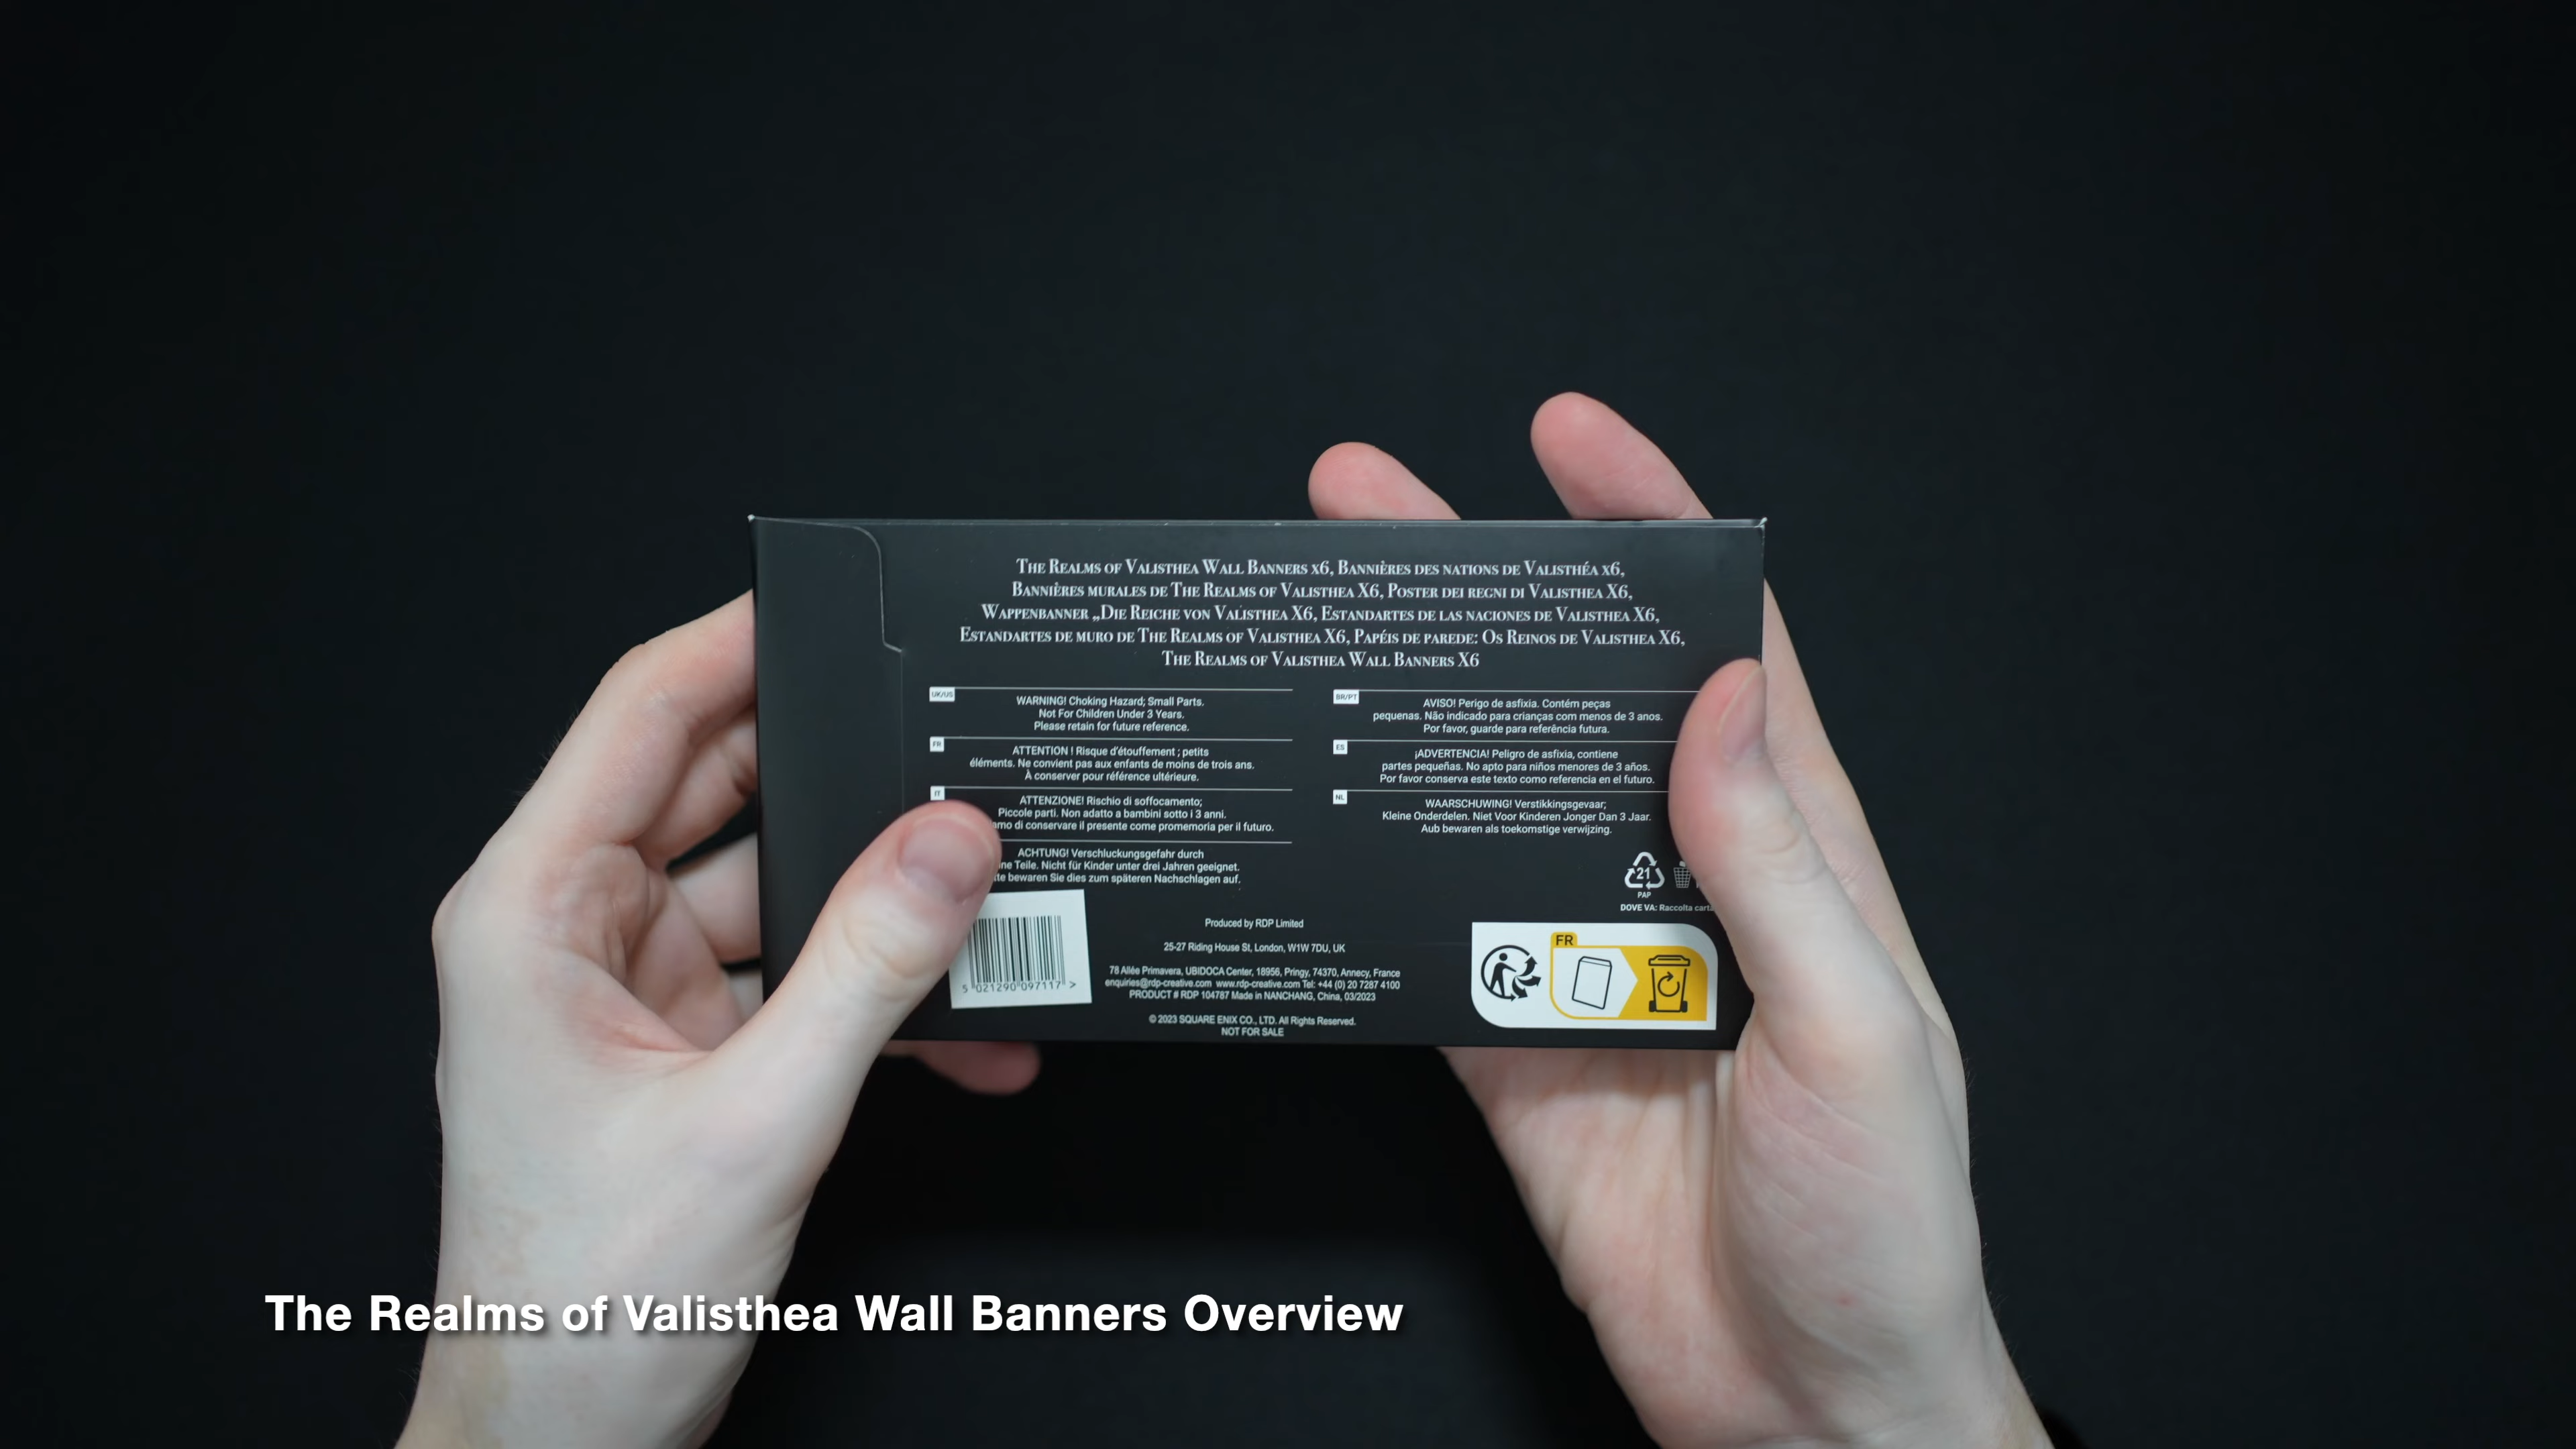 THE REALMS OF VALISTHEA WALL BANNERS X6, BANNIÈRES DES NATIONS DE VALISTHÉA X6,
BANNIÈRES MURALES DE THE REALMS OF VALISTHEA X6, POSTER DEI REGNI DI VALISTHEA X6,
WAPPENBANNER „DIE REICHE VON VALISTHEA X6, ESTANDARTES DE LAS NACIONES DE VALISTHEA X6,
ESTANDARTES DE MURO DE THE REALMS OF VALISTHEA X6, PAPÉIS DE PAREDE: OS REINOS DE VALISTHEA X6,
THE REALMS OF VALISTHEA WALL BANNERS X6
UK/US
WARNING! Choking Hazard; Small Parts.
Not For Children Under 3 Years.
Please retain for future reference.
FR
ATTENTION ! Risque d'étouffement ; petits
éléments. Ne convient pas aux enfants de moins de trois ans.
À conserver pour référence ultérieure.
IT
ATTENZIONE! Rischio di soffocamento;
Piccole parti. Non adatto a bambini sotto i 3 anni.
di conservare il presente come promemoria per il futuro.
ACHTUNG! Verschluckungsgefahr durch
Teile. Nicht für Kinder unter drei Jahren geeignet.
bewaren Sie dies zum späteren Nachschlagen auf.
BR/PT
AVISO! Perigo de asfixia. Contém peças
pequenas. Não indicado para crianças com menos de 3 anos.
Por favor, guarde para referência futura.
ES
¡ADVERTENCIA! Peligro de asfixia, contiene
partes pequeñas. No apto para niños menores de 3 años.
Por favor conserva este texto como referencia en el futuro.
NL
WAARSCHUWING! Verstikkingsgevaar;
Kleine Onderdelen. Niet Voor Kinderen Jonger Dan 3 Jaar.
Aub bewaren als toekomstige verwijzing.
21
PAP
DOVE VA: Raccolta carta
5 021290 097117 >
Produced by RDP Limited
25-27 Riding House St, London, W1W 7DU, UK
78 Allée Primavera, UBIDOCA Center, 18956, Pringy, 74370, Annecy, France
enquiries@rdp-creative.com www.rdp-creative.com Tel: +44 (0) 20 7287 4100
PRODUCT # RDP 104787 Made in NANCHANG, China, 03/2023
© 2023 SQUARE ENIX CO., LTD. All Rights Reserved.
NOT FOR SALE
FR
The Realms of Valisthea Wall Banners Overview